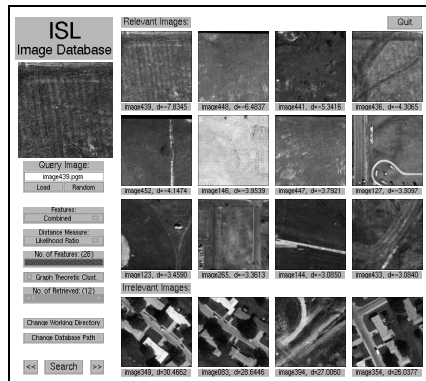 ISL
Image Database
Query Image:
image439.pgm
Load Random
Features:
Combined
Distance Measure:
Likelihood Ratio
No. of Features: (28)
Graph Theoretic Clust.
No. of Retrieved: (12)
Change Working Directory
Change Database Path
<< Search >>
Relevant Images:
Quit
image439, d=-7.8345 image448, d=-6.4837 image441, d=-5.3416 image436, d=-4.3065
image452, d=-4.1474 image146, d=-3.9539 image447, d=-3.7921 image127, d=-3.5097
image123, d=-3.4590 image265, d=-3.3613 image144, d=-3.0850 image433, d=-3.0840
Irrelevant Images:
image349, d=30.4662 image083, d=28.6446 image394, d=27.0060 image354, d=26.0377